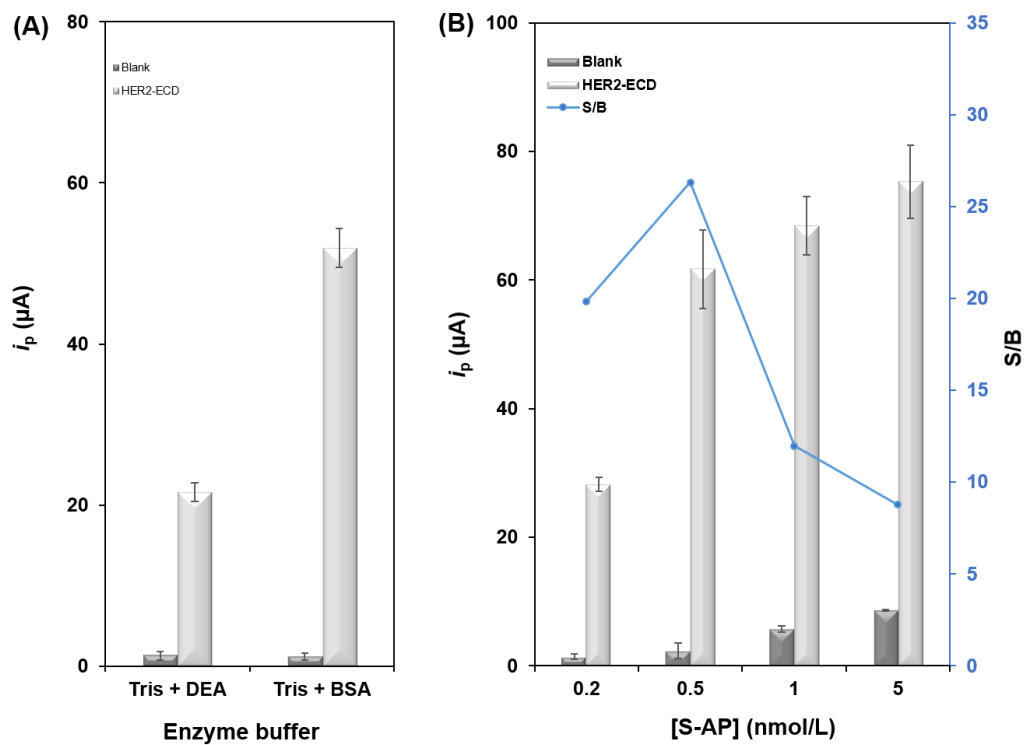 (A)
80
60
40
20
0
iₚ (µA)
Blank
HER2-ECD
Tris + DEA
Tris + BSA
Enzyme buffer
(B)
100
80
60
40
20
0
iₚ (µA)
Blank
HER2-ECD
S/B
35
30
25
20
15
10
5
0
S/B
0.2
0.5
1
5
[S-AP] (nmol/L)